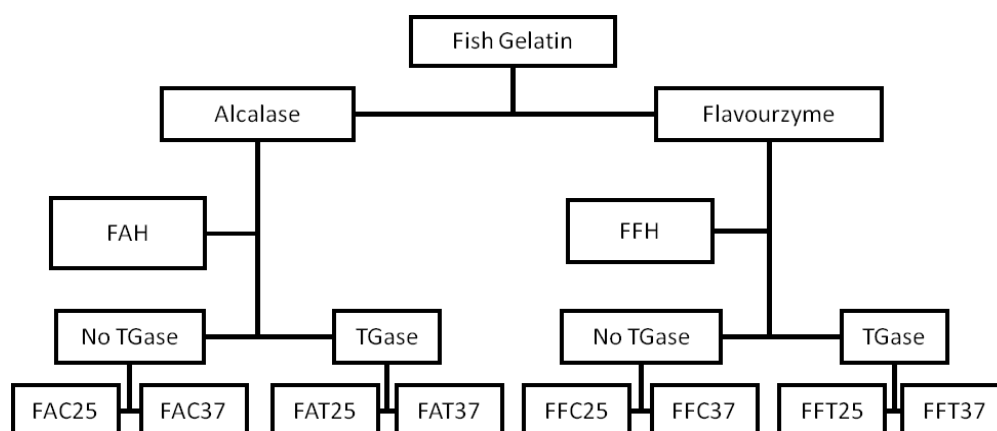 Fish Gelatin
Alcalase
Flavourzyme
FAH
FFH
No TGase
TGase
No TGase
TGase
FAC25
FAC37
FAT25
FAT37
FFC25
FFC37
FFT25
FFT37